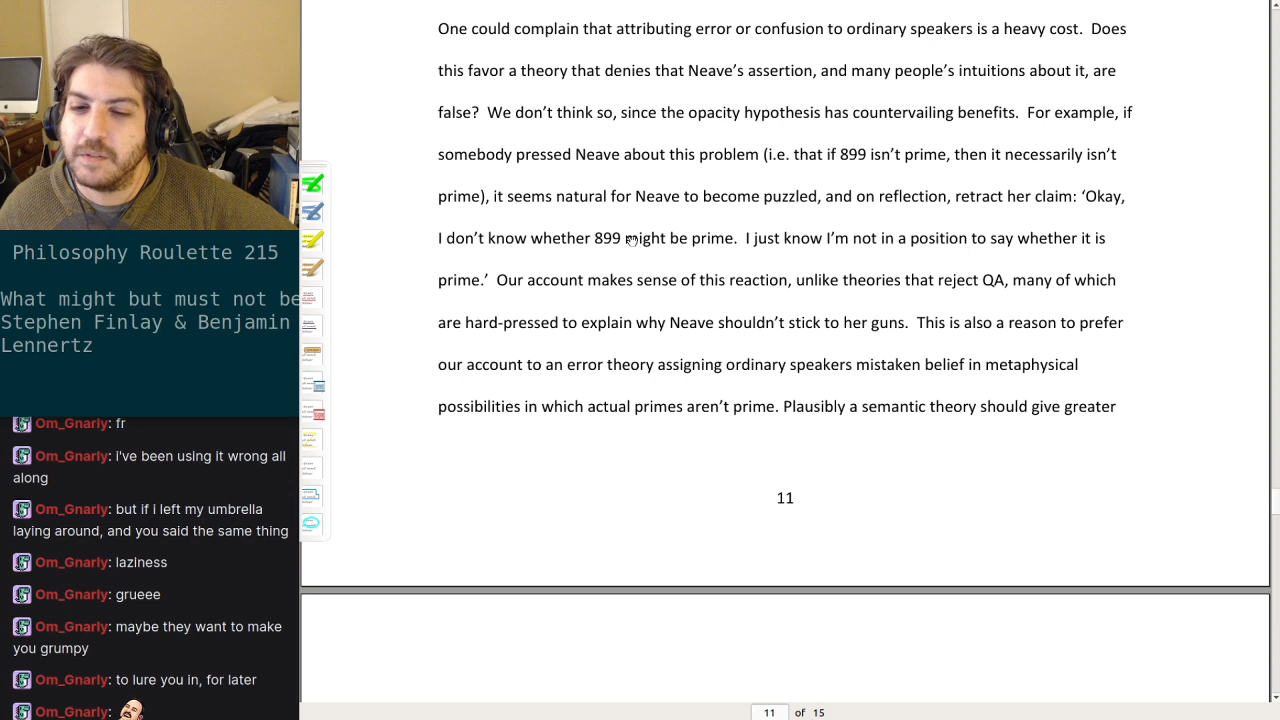 One could complain that attributing error or confusion to ordinary speakers is a heavy cost.  Does
this favor a theory that denies that Neave’s assertion, and many people’s intuitions about it, are
false?  We don’t think so, since the opacity hypothesis has countervailing benefits.  For example, if
somebody pressed Neave about this problem (i.e. that if 899 isn’t prime, then it necessarily isn’t
prime), it seems natural for Neave to become puzzled, and on reflection, retract her claim: ‘Okay,
I don’t know whether 899 might be prime.  I just know I’m not in a position to say whether it is
prime.’  Our account makes sense of this reaction, unlike theories that reject QA, many of which
are hard-pressed to explain why Neave shouldn’t stick to her guns.  This is also a reason to prefer
our account to an error theory assigning ordinary speakers mistaken belief in metaphysical
possibilities in which actual primes aren’t prime. Plausibly a semantic theory should give greater
11
Philosophy Roulette 215
What might but must not be
Stephen Finlay & Benjamin
Lennertz
Om_Gnarly: fr
Om_Gnarly: i've been using it wrong all
along
Om_Gnarly: but if i left my umbrella
laying around, and you said the same thing
Om_Gnarly: lazIness
Om_Gnarly: grueee
Om_Gnarly: maybe they want to make
you grumpy
Om_Gnarly: to lure you in, for later
Om_Gnarly:
11 of 15